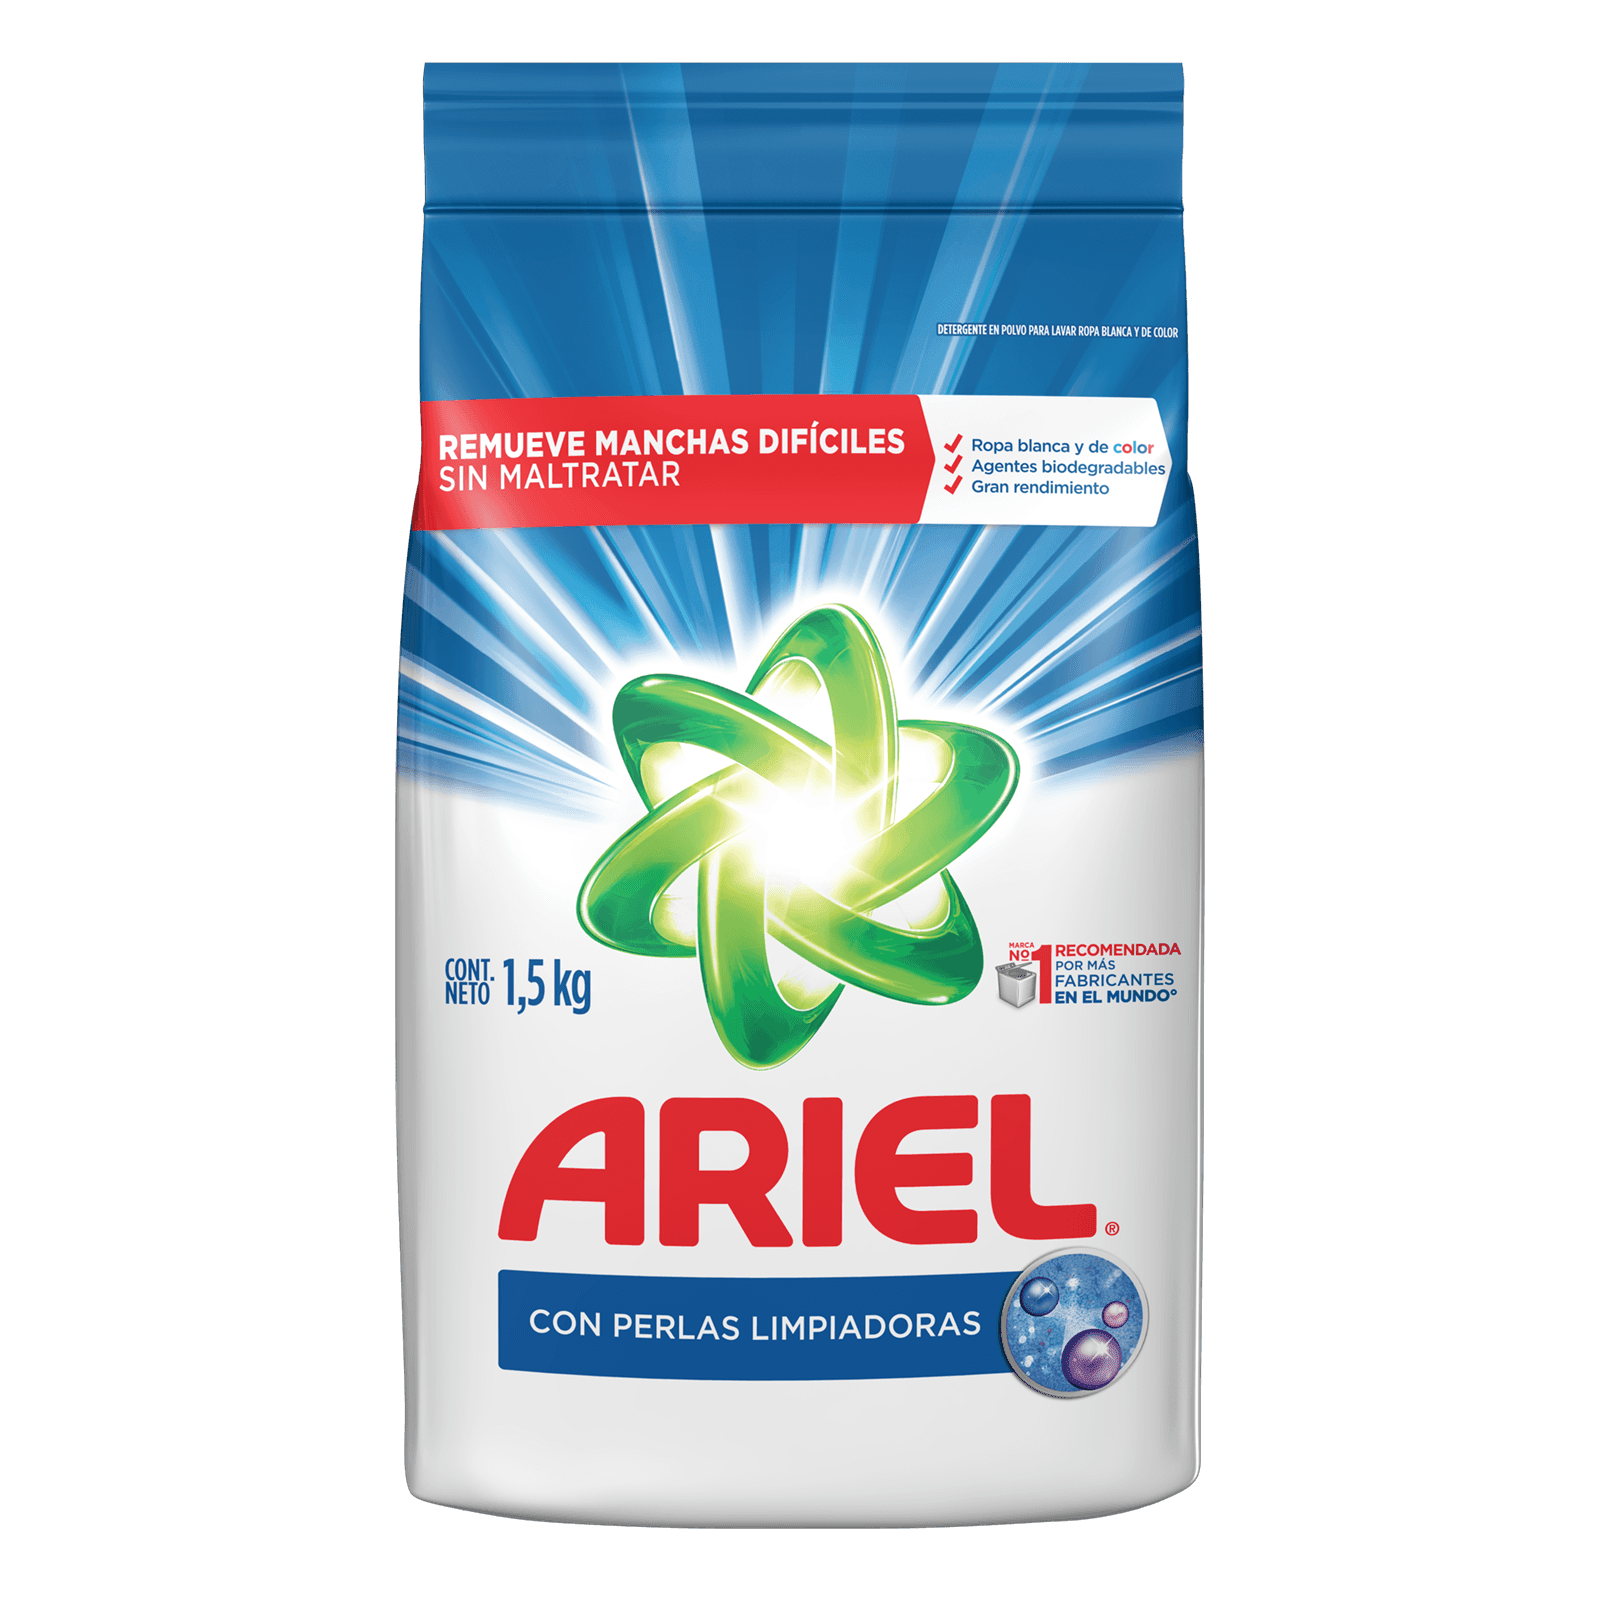 DETERGENTE EN POLVO PARA LAVAR ROPA BLANCA Y DE COLOR
REMUEVE MANCHAS DIFÍCILES
SIN MALTRATAR
Ropa blanca y de color
Agentes biodegradables
Gran rendimiento
CONT.
NETO 1,5 kg
MARCA
Nº 1
RECOMENDADA
POR MÁS
FABRICANTES
EN EL MUNDO°
ARIEL®
CON PERLAS LIMPIADORAS